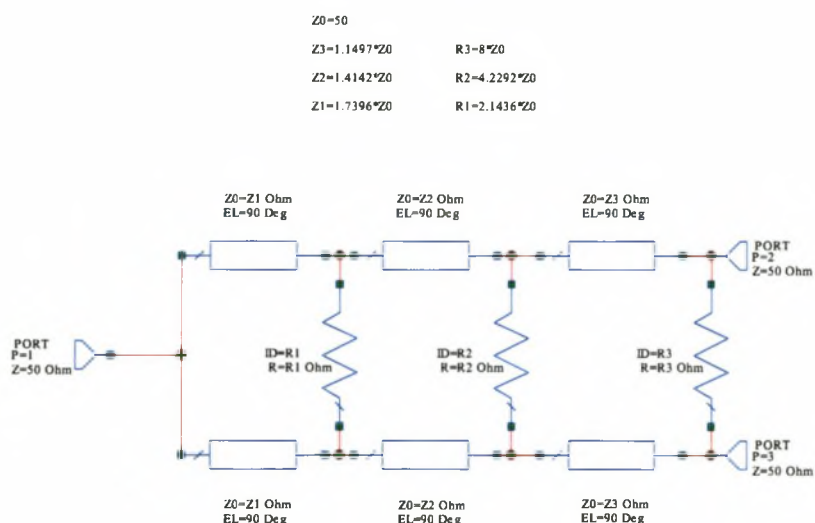 Z0=50
Z3=1.1497*Z0 R3=8*Z0
Z2=1.4142*Z0 R2=4.2292*Z0
Z1=1.7396*Z0 R1=2.1436*Z0
Z0=Z1 Ohm Z0=Z2 Ohm Z0=Z3 Ohm
EL=90 Deg EL=90 Deg EL=90 Deg
PORT
P=2
Z=50 Ohm
PORT
P=1
Z=50 Ohm
ID=R1 ID=R2 ID=R3
R=R1 Ohm R=R2 Ohm R=R3 Ohm
PORT
P=3
Z=50 Ohm
Z0=Z1 Ohm Z0=Z2 Ohm Z0=Z3 Ohm
EL=90 Deg EL=90 Deg EL=90 Deg